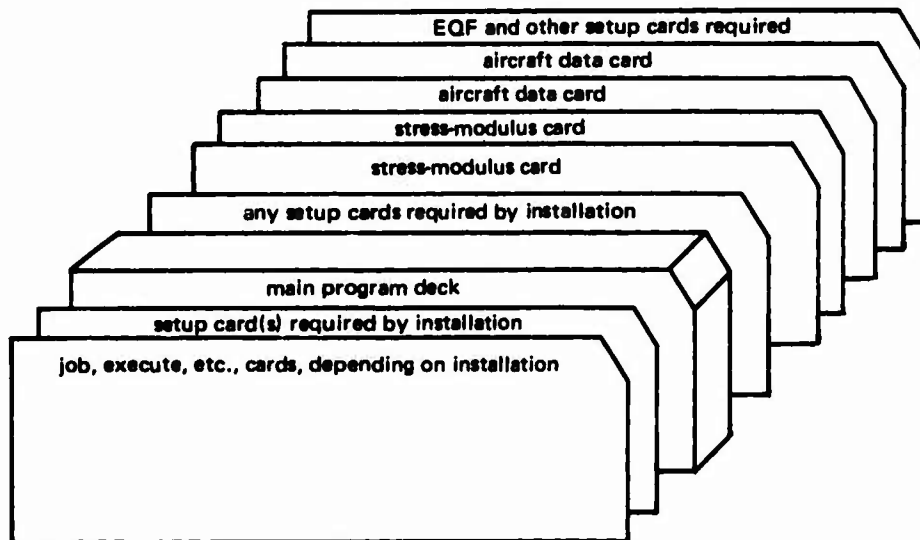 EQF and other setup cards required
aircraft data card
aircraft data card
stress-modulus card
stress-modulus card
any setup cards required by installation
main program deck
setup card(s) required by installation
job, execute, etc., cards, depending on installation